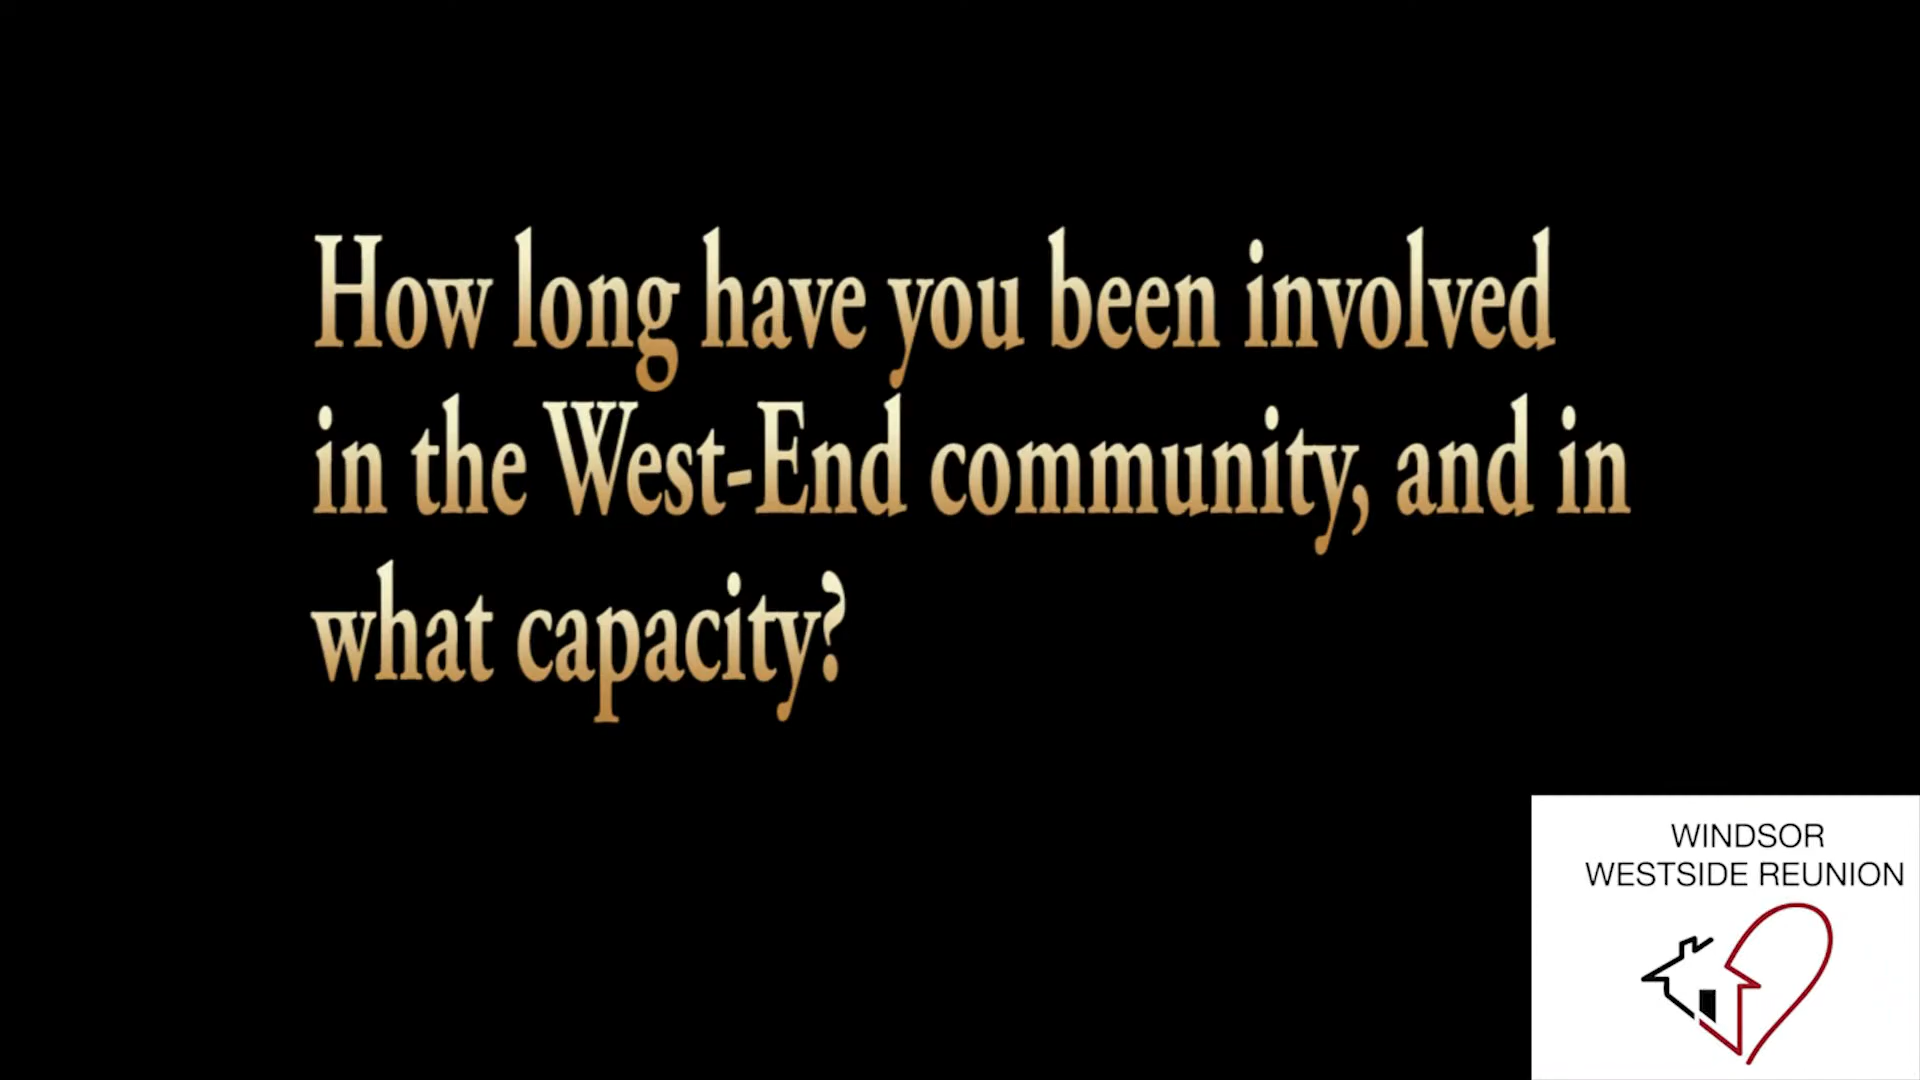 How long have you been involved
in the West-End community, and in
what capacity?
WINDSOR
WESTSIDE REUNION